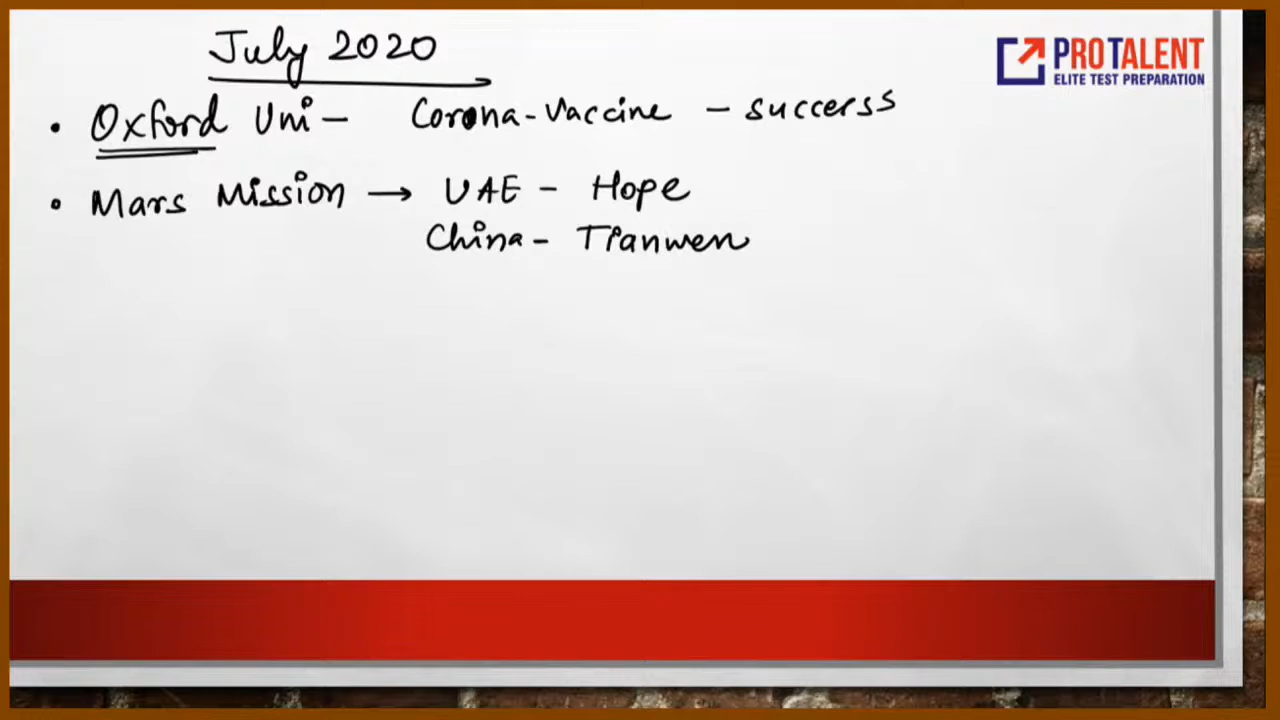 July 2020
PROTALENT
ELITE TEST PREPARATION
• Oxford Uni - Corona-Vaccine - successs
• Mars Mission → UAE - Hope
China - Tianwen